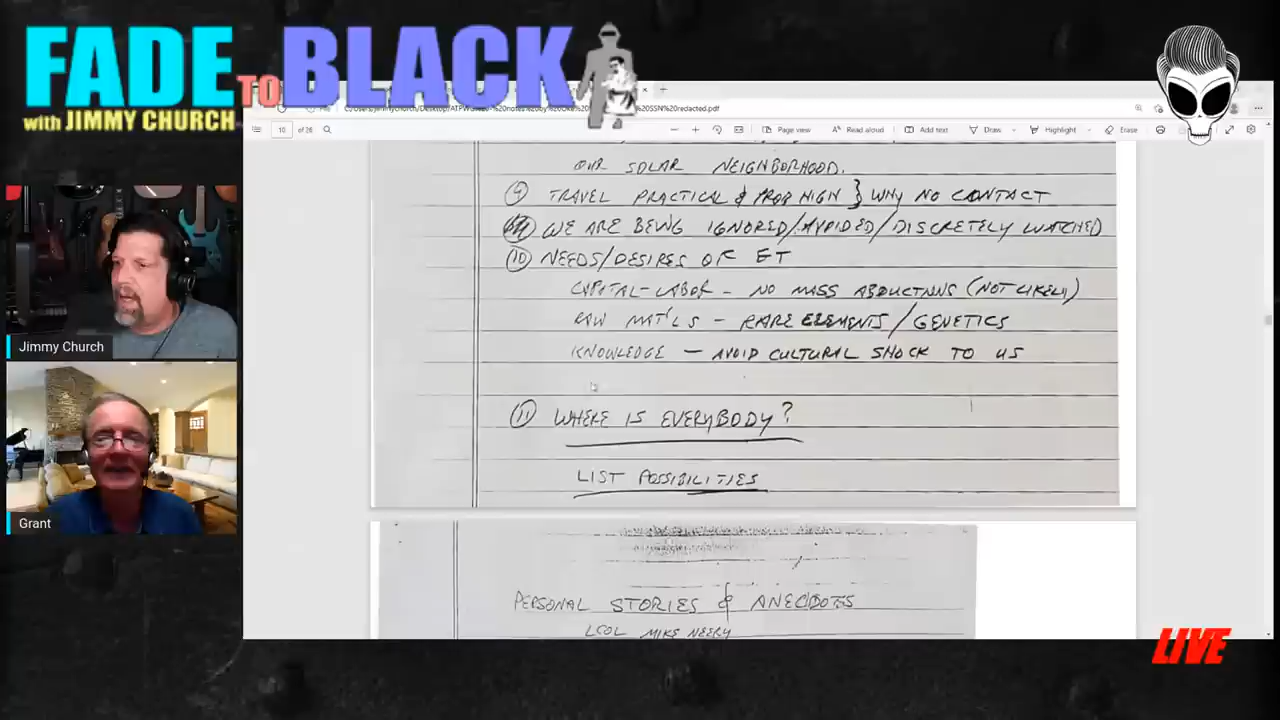 FADE TO BLACK
with JIMMY CHURCH
10 of 26
Page view
Read aloud
Add text
Draw
Highlight
Erase
OUR SOLAR NEIGHBORHOOD.
9 TRAVEL PRACTICAL & PROB HIGH } WHY NO CONTACT
WE ARE BEING IGNORED/AVOIDED/DISCRETELY WATCHED
10 NEEDS/DESIRES OF ET
CAPITAL-LABOR - NO MASS ABDUCTIONS (NOT LIKELY)
RAW MAT'LS - RARE ELEMENTS/GENETICS
KNOWLEDGE - AVOID CULTURAL SHOCK TO US
11 WHERE IS EVERYBODY?
LIST POSSIBILITIES
PERSONAL STORIES & ANECDOTES
LCOL MIKE NEERY
Jimmy Church
Grant
LIVE